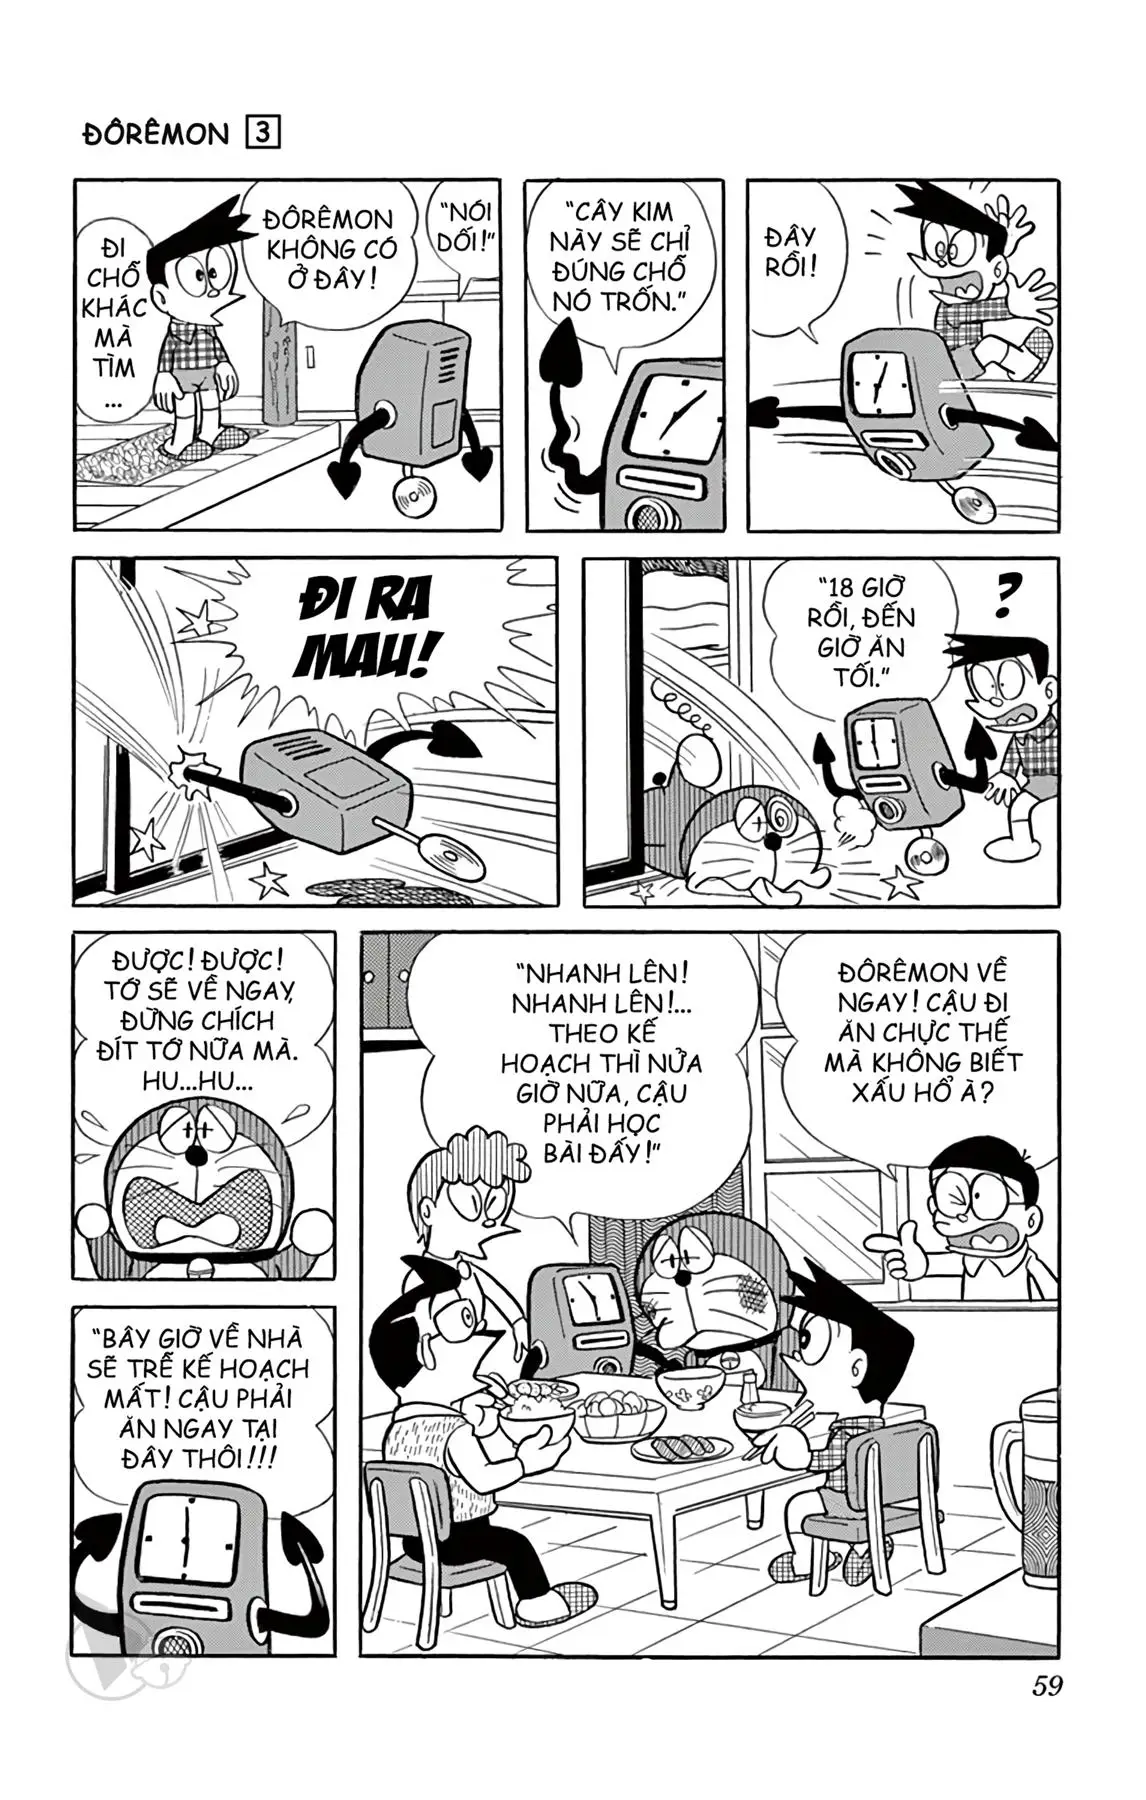 ĐÔRÊMON 3
ĐI
CHỖ
KHÁC
MÀ
TÌM
...
ĐÔRÊMON
KHÔNG CÓ
Ở ĐÂY!
"NÓI
DỐI!"
"CÂY KIM
NÀY SẼ CHỈ
ĐÚNG CHỖ
NÓ TRỐN."
ĐÂY
RỒI!
ĐI RA
MAU!
"18 GIỜ
RỒI, ĐẾN
GIỜ ĂN
TỐI."
?
ĐƯỢC! ĐƯỢC!
TỚ SẼ VỀ NGAY,
ĐỪNG CHÍCH
ĐÍT TỚ NỮA MÀ.
HU...HU...
"BÂY GIỜ VỀ NHÀ
SẼ TRỄ KẾ HOẠCH
MẤT! CẬU PHẢI
ĂN NGAY TẠI
ĐÂY THÔI!!!
"NHANH LÊN!
NHANH LÊN!...
THEO KẾ
HOẠCH THÌ NỬA
GIỜ NỮA, CẬU
PHẢI HỌC
BÀI ĐẤY!"
ĐÔRÊMON VỀ
NGAY! CẬU ĐI
ĂN CHỰC THẾ
MÀ KHÔNG BIẾT
XẤU HỔ À?
59